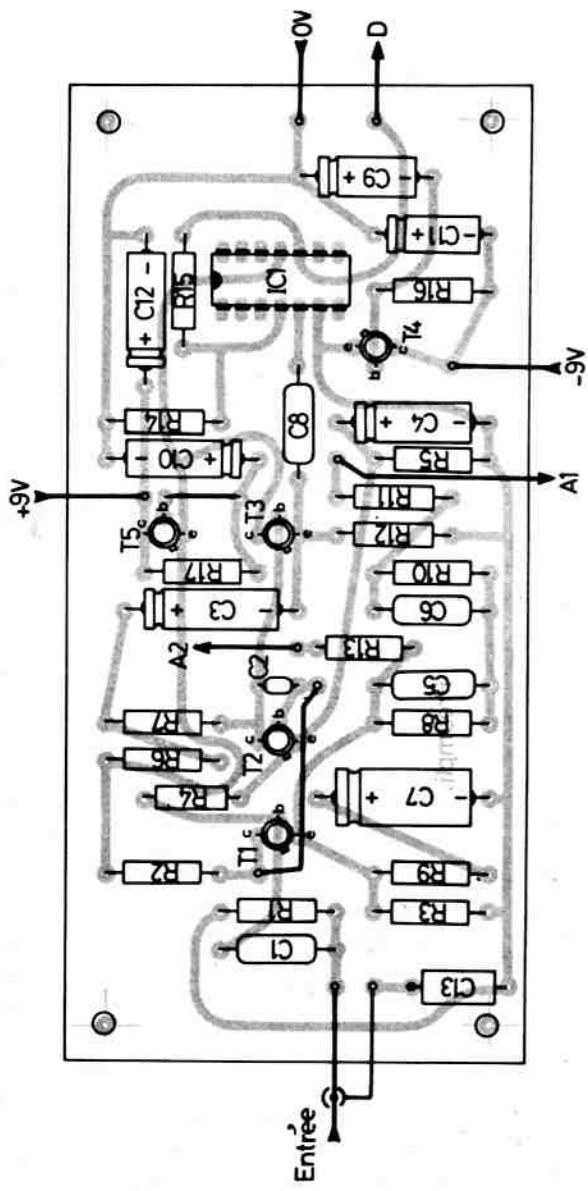 0V
D
C9
+
-
C11
+
-
C12
+
-
R15
IC1
R16
T4
e
b
c
-9V
R14
C10
-
+
C8
C4
+
-
R5
A1
+9V
T5
c
b
e
T3
c
b
e
R11
R12
R17
R10
C3
+
-
C6
A2
R13
C2
C5
R7
R6
R4
T2
c
b
e
R8
C7
+
-
R2
T1
c
b
e
R9
R1
R3
C1
C13
Entrée